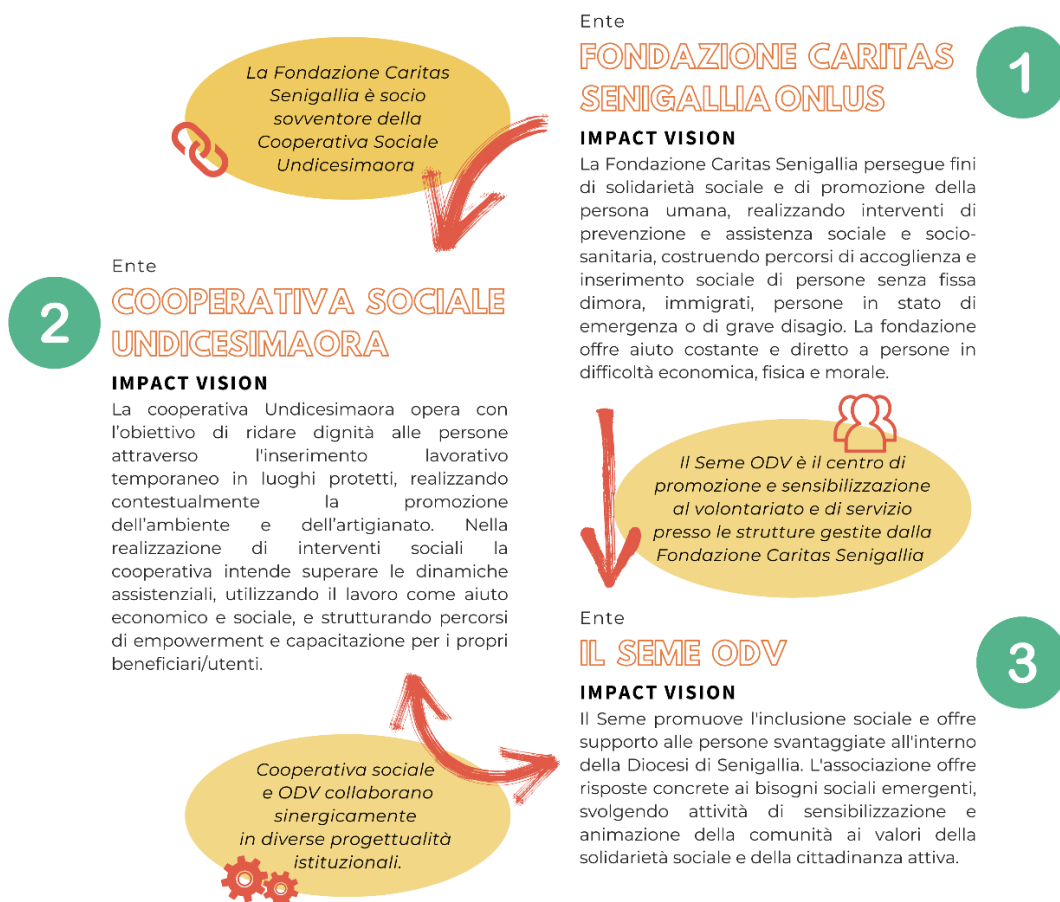 Ente
FONDAZIONE CARITAS
SENIGALLIA ONLUS
1
IMPACT VISION
La Fondazione Caritas Senigallia persegue fini
di solidarietà sociale e di promozione della
persona umana, realizzando interventi di
prevenzione e assistenza sociale e socio-
sanitaria, costruendo percorsi di accoglienza e
inserimento sociale di persone senza fissa
dimora, immigrati, persone in stato di
emergenza o di grave disagio. La fondazione
offre aiuto costante e diretto a persone in
difficoltà economica, fisica e morale.
La Fondazione Caritas
Senigallia è socio
sovventore della
Cooperativa Sociale
Undicesimaora
Ente
2
COOPERATIVA SOCIALE
UNDICESIMAORA
IMPACT VISION
La cooperativa Undicesimaora opera con
l'obiettivo di ridare dignità alle persone
attraverso l'inserimento lavorativo
temporaneo in luoghi protetti, realizzando
contestualmente la promozione
dell'ambiente e dell'artigianato. Nella
realizzazione di interventi sociali la
cooperativa intende superare le dinamiche
assistenziali, utilizzando il lavoro come aiuto
economico e sociale, e strutturando percorsi
di empowerment e capacitazione per i propri
beneficiari/utenti.
Il Seme ODV è il centro di
promozione e sensibilizzazione
al volontariato e di servizio
presso le strutture gestite dalla
Fondazione Caritas Senigallia
Ente
IL SEME ODV
3
IMPACT VISION
Il Seme promuove l'inclusione sociale e offre
supporto alle persone svantaggiate all'interno
della Diocesi di Senigallia. L'associazione offre
risposte concrete ai bisogni sociali emergenti,
svolgendo attività di sensibilizzazione e
animazione della comunità ai valori della
solidarietà sociale e della cittadinanza attiva.
Cooperativa sociale
e ODV collaborano
sinergicamente
in diverse progettualità
istituzionali.